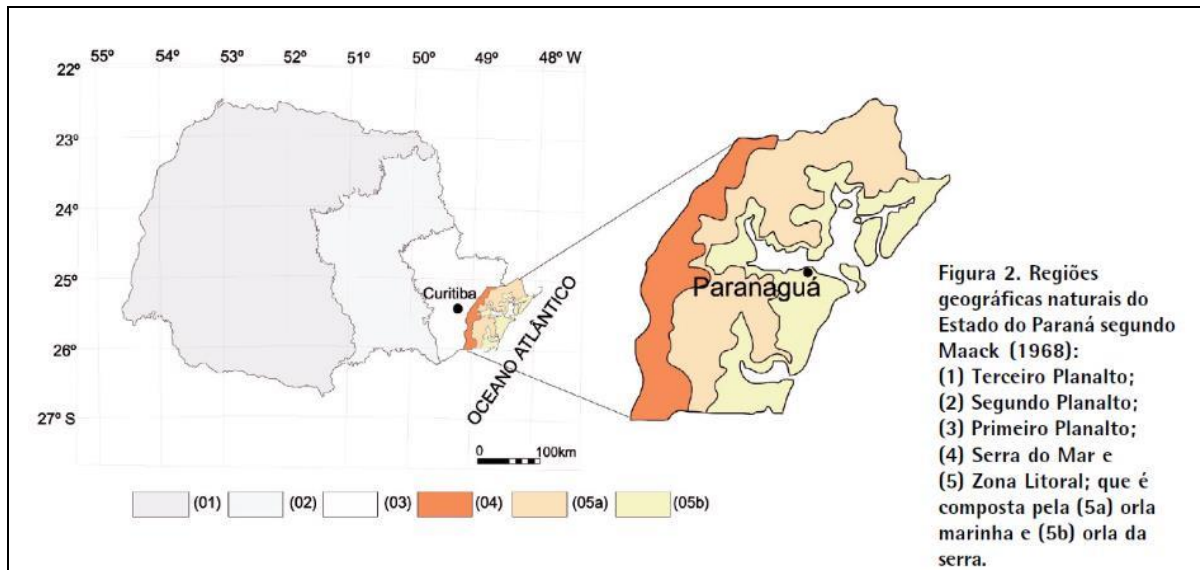 55º 54º 53º 52º 51º 50º 49º 48º W
22º
23º
24º
25º
26º
27º S
Curitiba
OCEANO ATLÂNTICO
0 100km
Paranaguá
(01) (02) (03) (04) (05a) (05b)
Figura 2. Regiões
geográficas naturais do
Estado do Paraná segundo
Maack (1968):
(1) Terceiro Planalto;
(2) Segundo Planalto;
(3) Primeiro Planalto;
(4) Serra do Mar e
(5) Zona Litoral; que é
composta pela (5a) orla
marinha e (5b) orla da
serra.